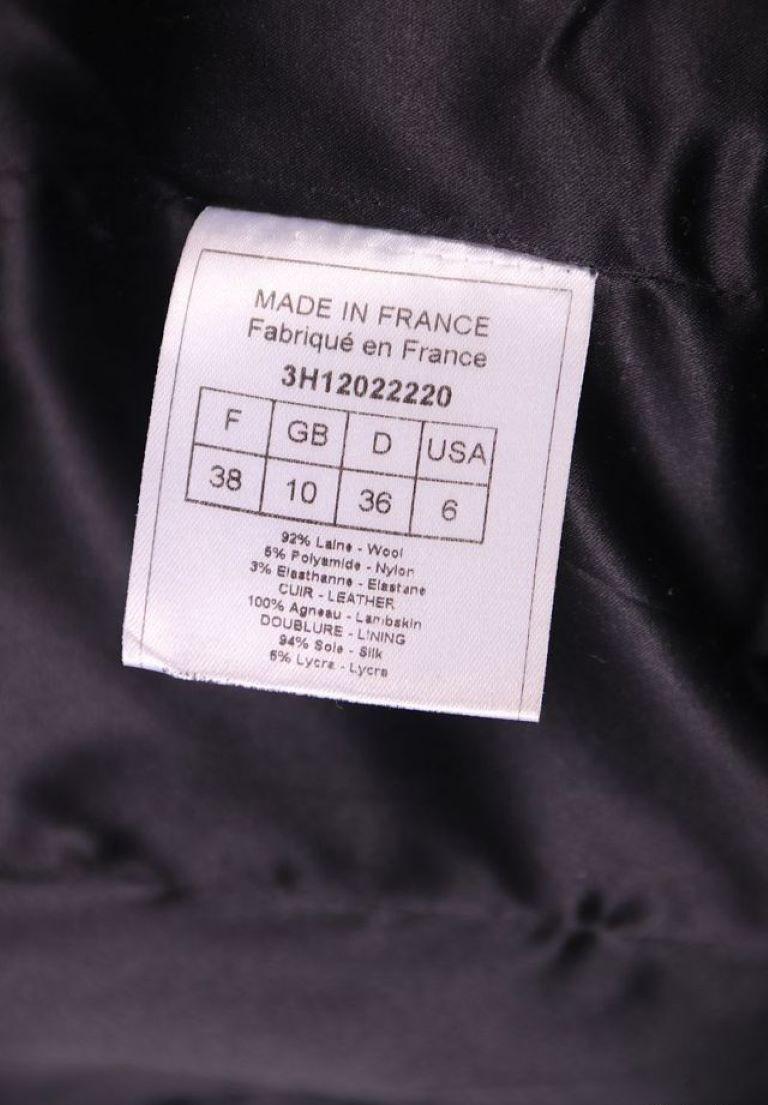 MADE IN FRANCE
Fabriqué en France
3H12022220
F GB D USA
38 10 36 6
92% Laine - Wool
5% Polyamide - Nylon
3% Elasthanne - Elastane
CUIR - LEATHER
100% Agneau - Lambskin
DOUBLURE - LINING
94% Soie - Silk
6% Lycra - Lycra